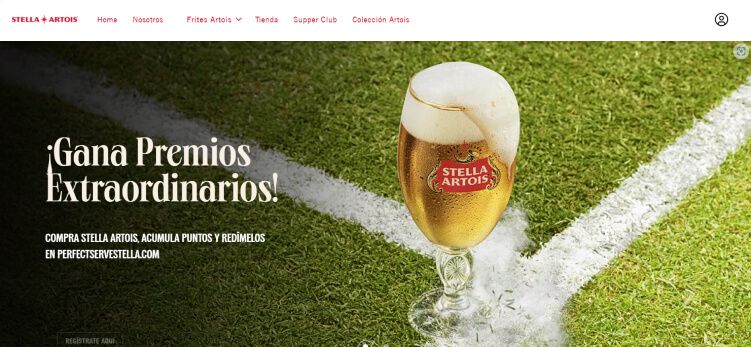 STELLA ARTOIS
Home
Nosotros
Frites Artois
Tienda
Supper Club
Colección Artois
¡Gana Premios
Extraordinarios!
COMPRA STELLA ARTOIS, ACUMULA PUNTOS Y REDÍMELOS
EN PERFECTSERVESTELLA.COM
STELLA
ARTOIS
REGÍSTRATE AQUÍ